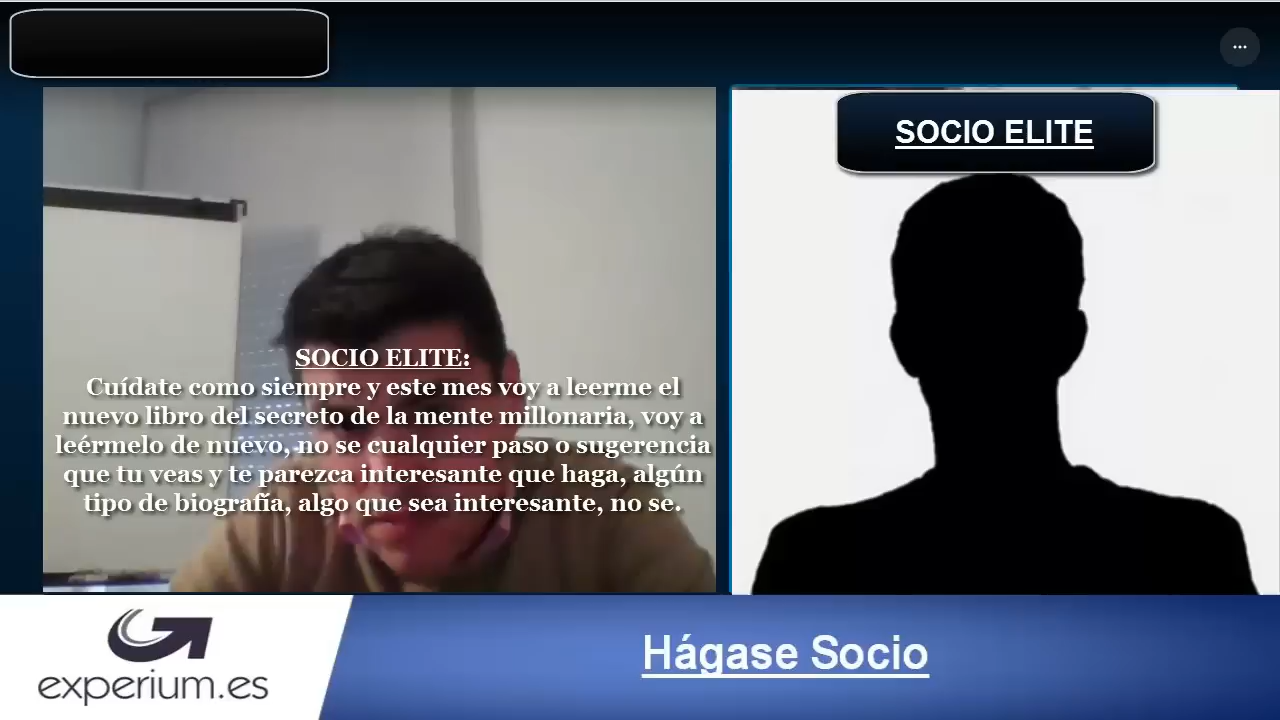 SOCIO ELITE
SOCIO ELITE:
Cuídate como siempre y este mes voy a leerme el
nuevo libro del secreto de la mente millonaria, voy a
leérmelo de nuevo, no se cualquier paso o sugerencia
que tu veas y te parezca interesante que haga, algún
tipo de biografía, algo que sea interesante, no se.
experium.es
Hágase Socio